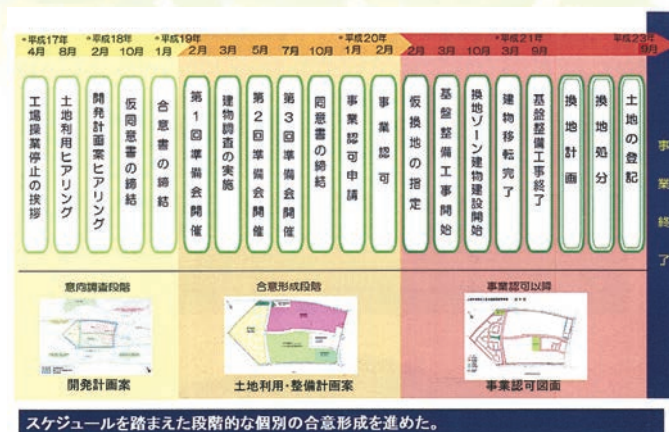 •平成17年 •平成18年 •平成19年 •平成20年 •平成21年 平成23年
4月 8月 2月 10月 1月 2月 3月 5月 7月 10月 1月 2月 2月 3月 10月 3月 9月 9月
工場操業停止の挨拶
土地利用ヒアリング
開発計画案ヒアリング
仮同意書の締結
合意書の締結
第1回準備会開催
建物調査の実施
第2回準備会開催
第3回準備会開催
同意書の締結
事業認可申請
事業認可
仮換地の指定
基盤整備工事開始
換地ゾーン建物建設開始
建物移転完了
基盤整備工事終了
換地計画
換地処分
土地の登記
事業終了
意向調査段階 合意形成段階 事業認可以降
開発計画案 土地利用・整備計画案 事業認可図面
スケジュールを踏まえた段階的な個別の合意形成を進めた。